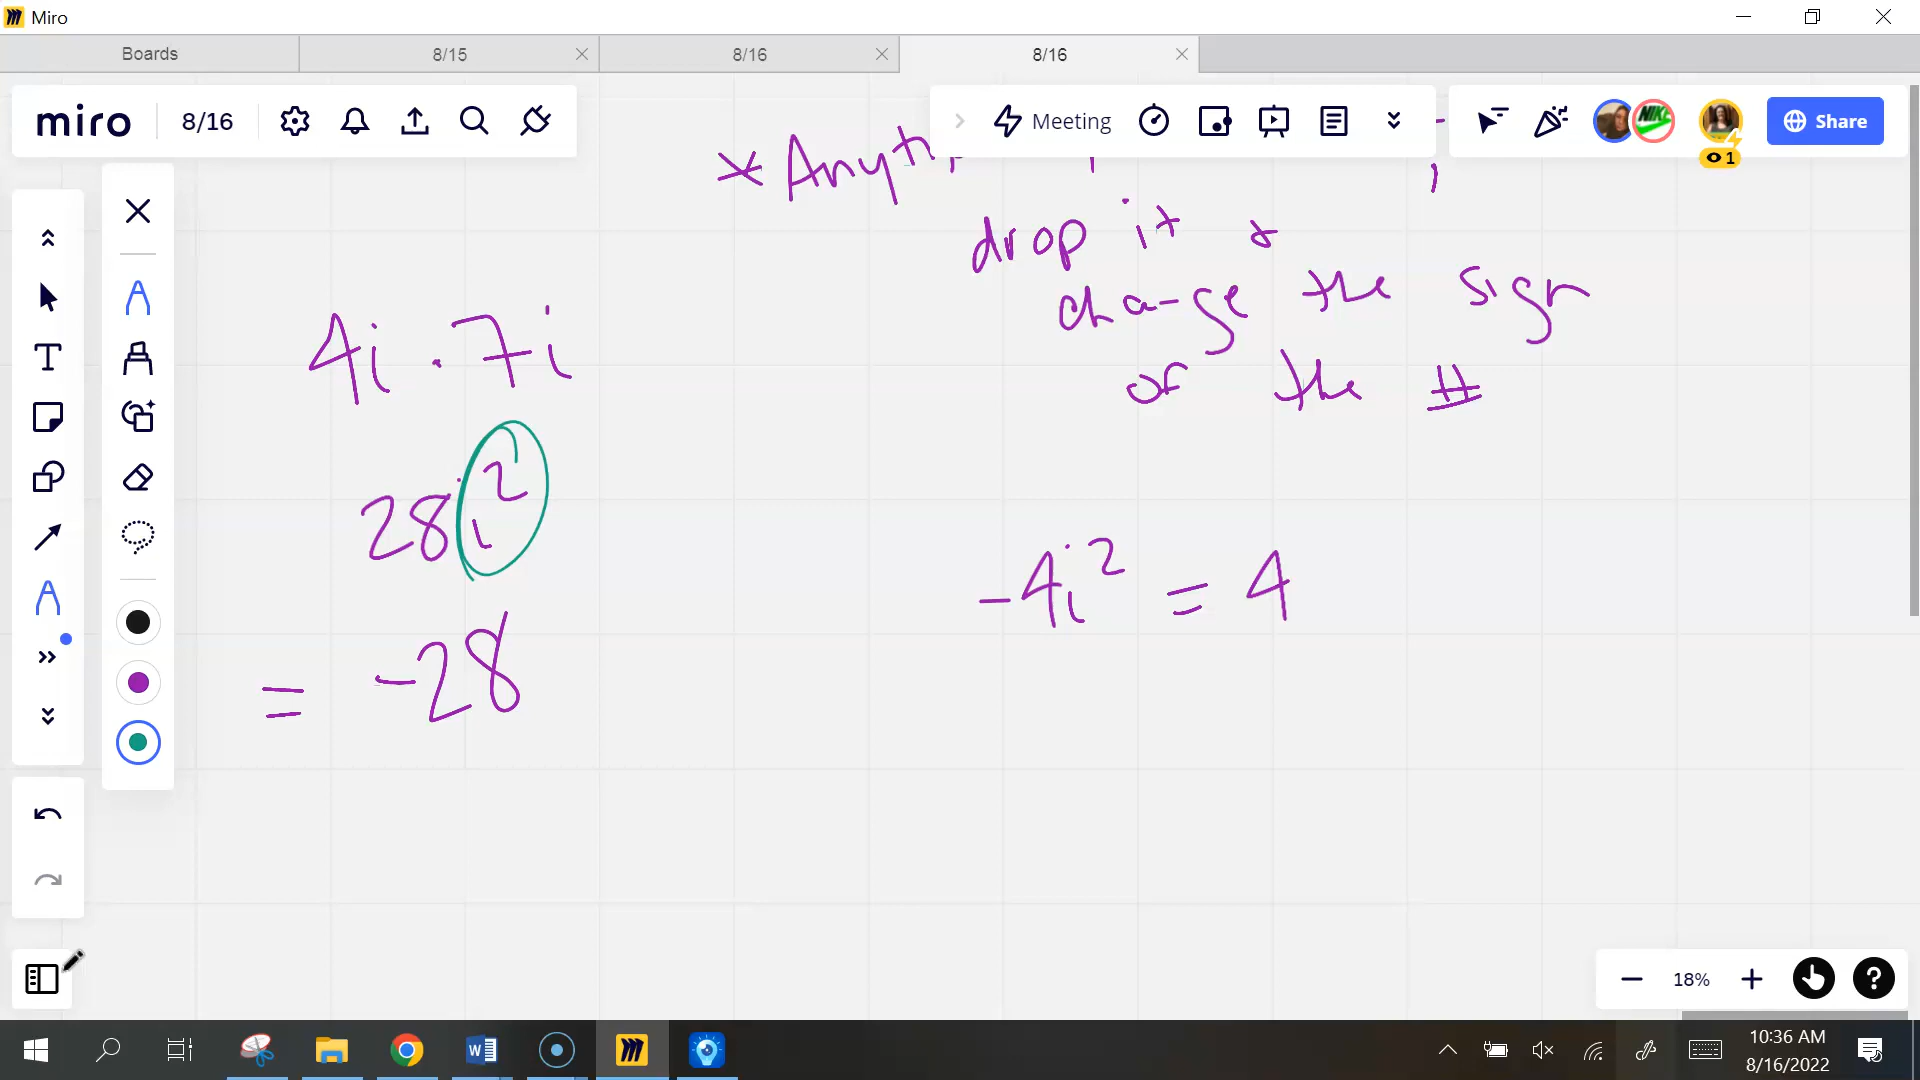 Miro
Boards 8/15 8/16 8/16
miro 8/16 Meeting Share
1
drop it &
change the sign
of the #
4i · 7i
28i²
= -28
-4i² = 4
18%
10:36 AM
8/16/2022